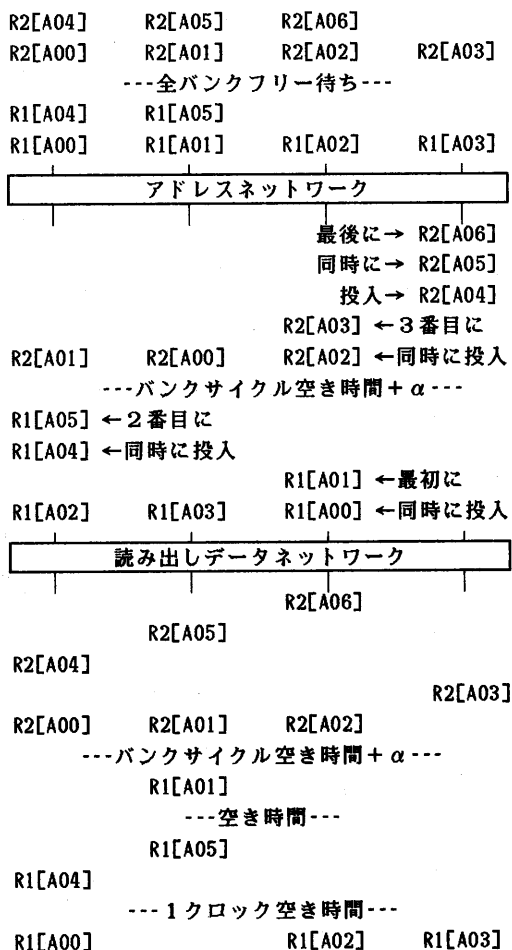 R2[A04] R2[A05] R2[A06]
R2[A00] R2[A01] R2[A02] R2[A03]
---全バンクフリー待ち---
R1[A04] R1[A05]
R1[A00] R1[A01] R1[A02] R1[A03]
アドレスネットワーク
最後に→ R2[A06]
同時に→ R2[A05]
投入→ R2[A04]
R2[A03] ←3番目に
R2[A01] R2[A00] R2[A02] ←同時に投入
---バンクサイクル空き時間+α---
R1[A05] ←2番目に
R1[A04] ←同時に投入
R1[A01] ←最初に
R1[A02] R1[A03] R1[A00] ←同時に投入
読み出しデータネットワーク
R2[A06]
R2[A05]
R2[A04]
R2[A03]
R2[A00] R2[A01] R2[A02]
---バンクサイクル空き時間+α---
R1[A01]
---空き時間---
R1[A05]
R1[A04]
---1クロック空き時間---
R1[A00] R1[A02] R1[A03]